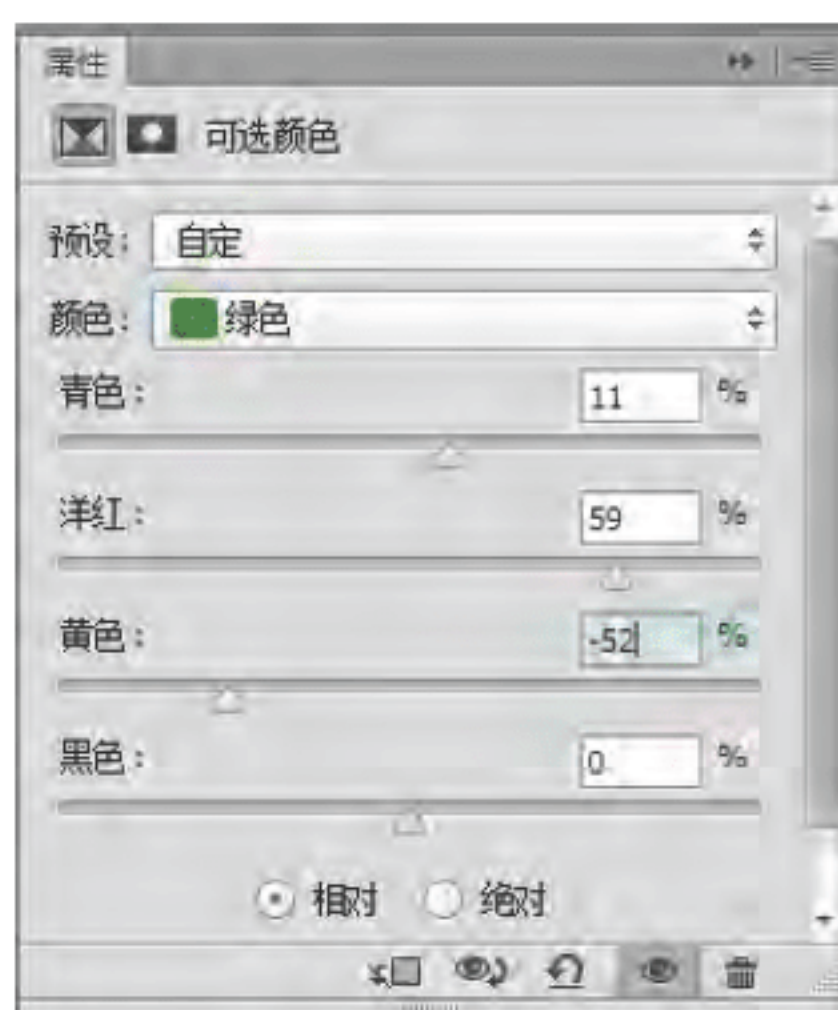 属性
可选颜色
预设： 自定
颜色： 绿色
青色： 11 %
洋红： 59 %
黄色： -52 %
黑色： 0 %
相对 绝对